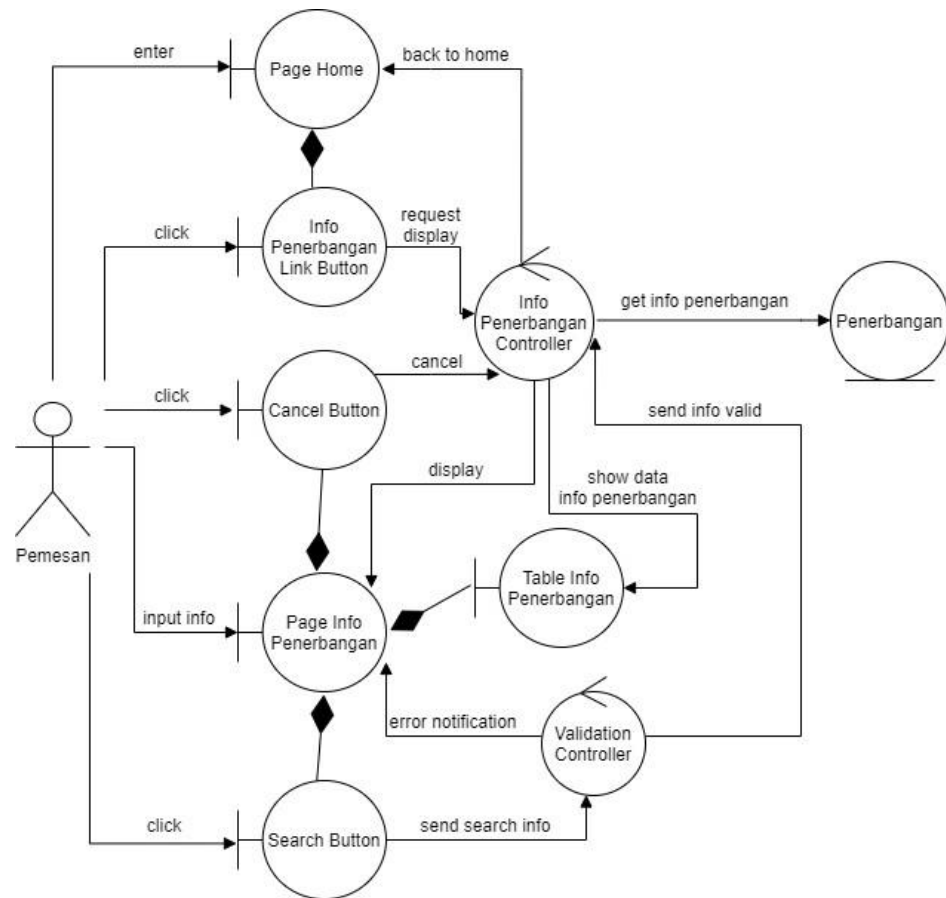 enter
back to home
Page Home
click
Info
Penerbangan
Link Button
request
display
Info
Penerbangan
Controller
get info penerbangan
Penerbangan
click
Cancel Button
cancel
send info valid
display
show data
info penerbangan
Pemesan
Table Info
Penerbangan
input info
Page Info
Penerbangan
error notification
Validation
Controller
click
Search Button
send search info